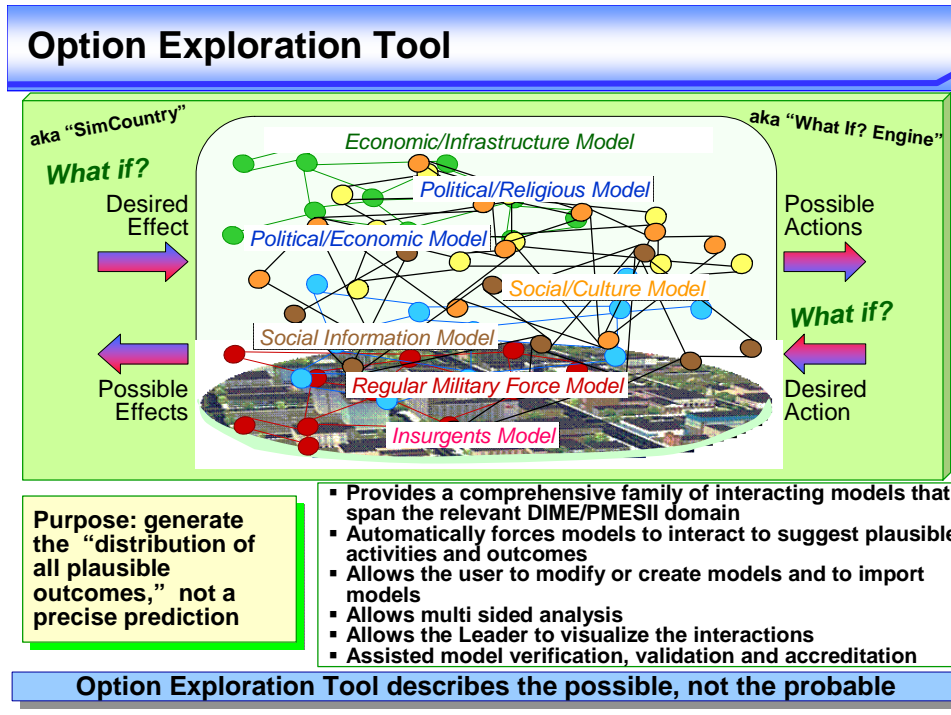 Option Exploration Tool
aka “SimCountry”
aka “What If? Engine”
What if?
Desired
Effect
Possible
Effects
Economic/Infrastructure Model
Political/Religious Model
Political/Economic Model
Social/Culture Model
Social Information Model
Regular Military Force Model
Insurgents Model
Possible
Actions
What if?
Desired
Action
Purpose: generate
the “distribution of
all plausible
outcomes,” not a
precise prediction
▪ Provides a comprehensive family of interacting models that
span the relevant DIME/PMESII domain
▪ Automatically forces models to interact to suggest plausible
activities and outcomes
▪ Allows the user to modify or create models and to import
models
▪ Allows multi sided analysis
▪ Allows the Leader to visualize the interactions
▪ Assisted model verification, validation and accreditation
Option Exploration Tool describes the possible, not the probable